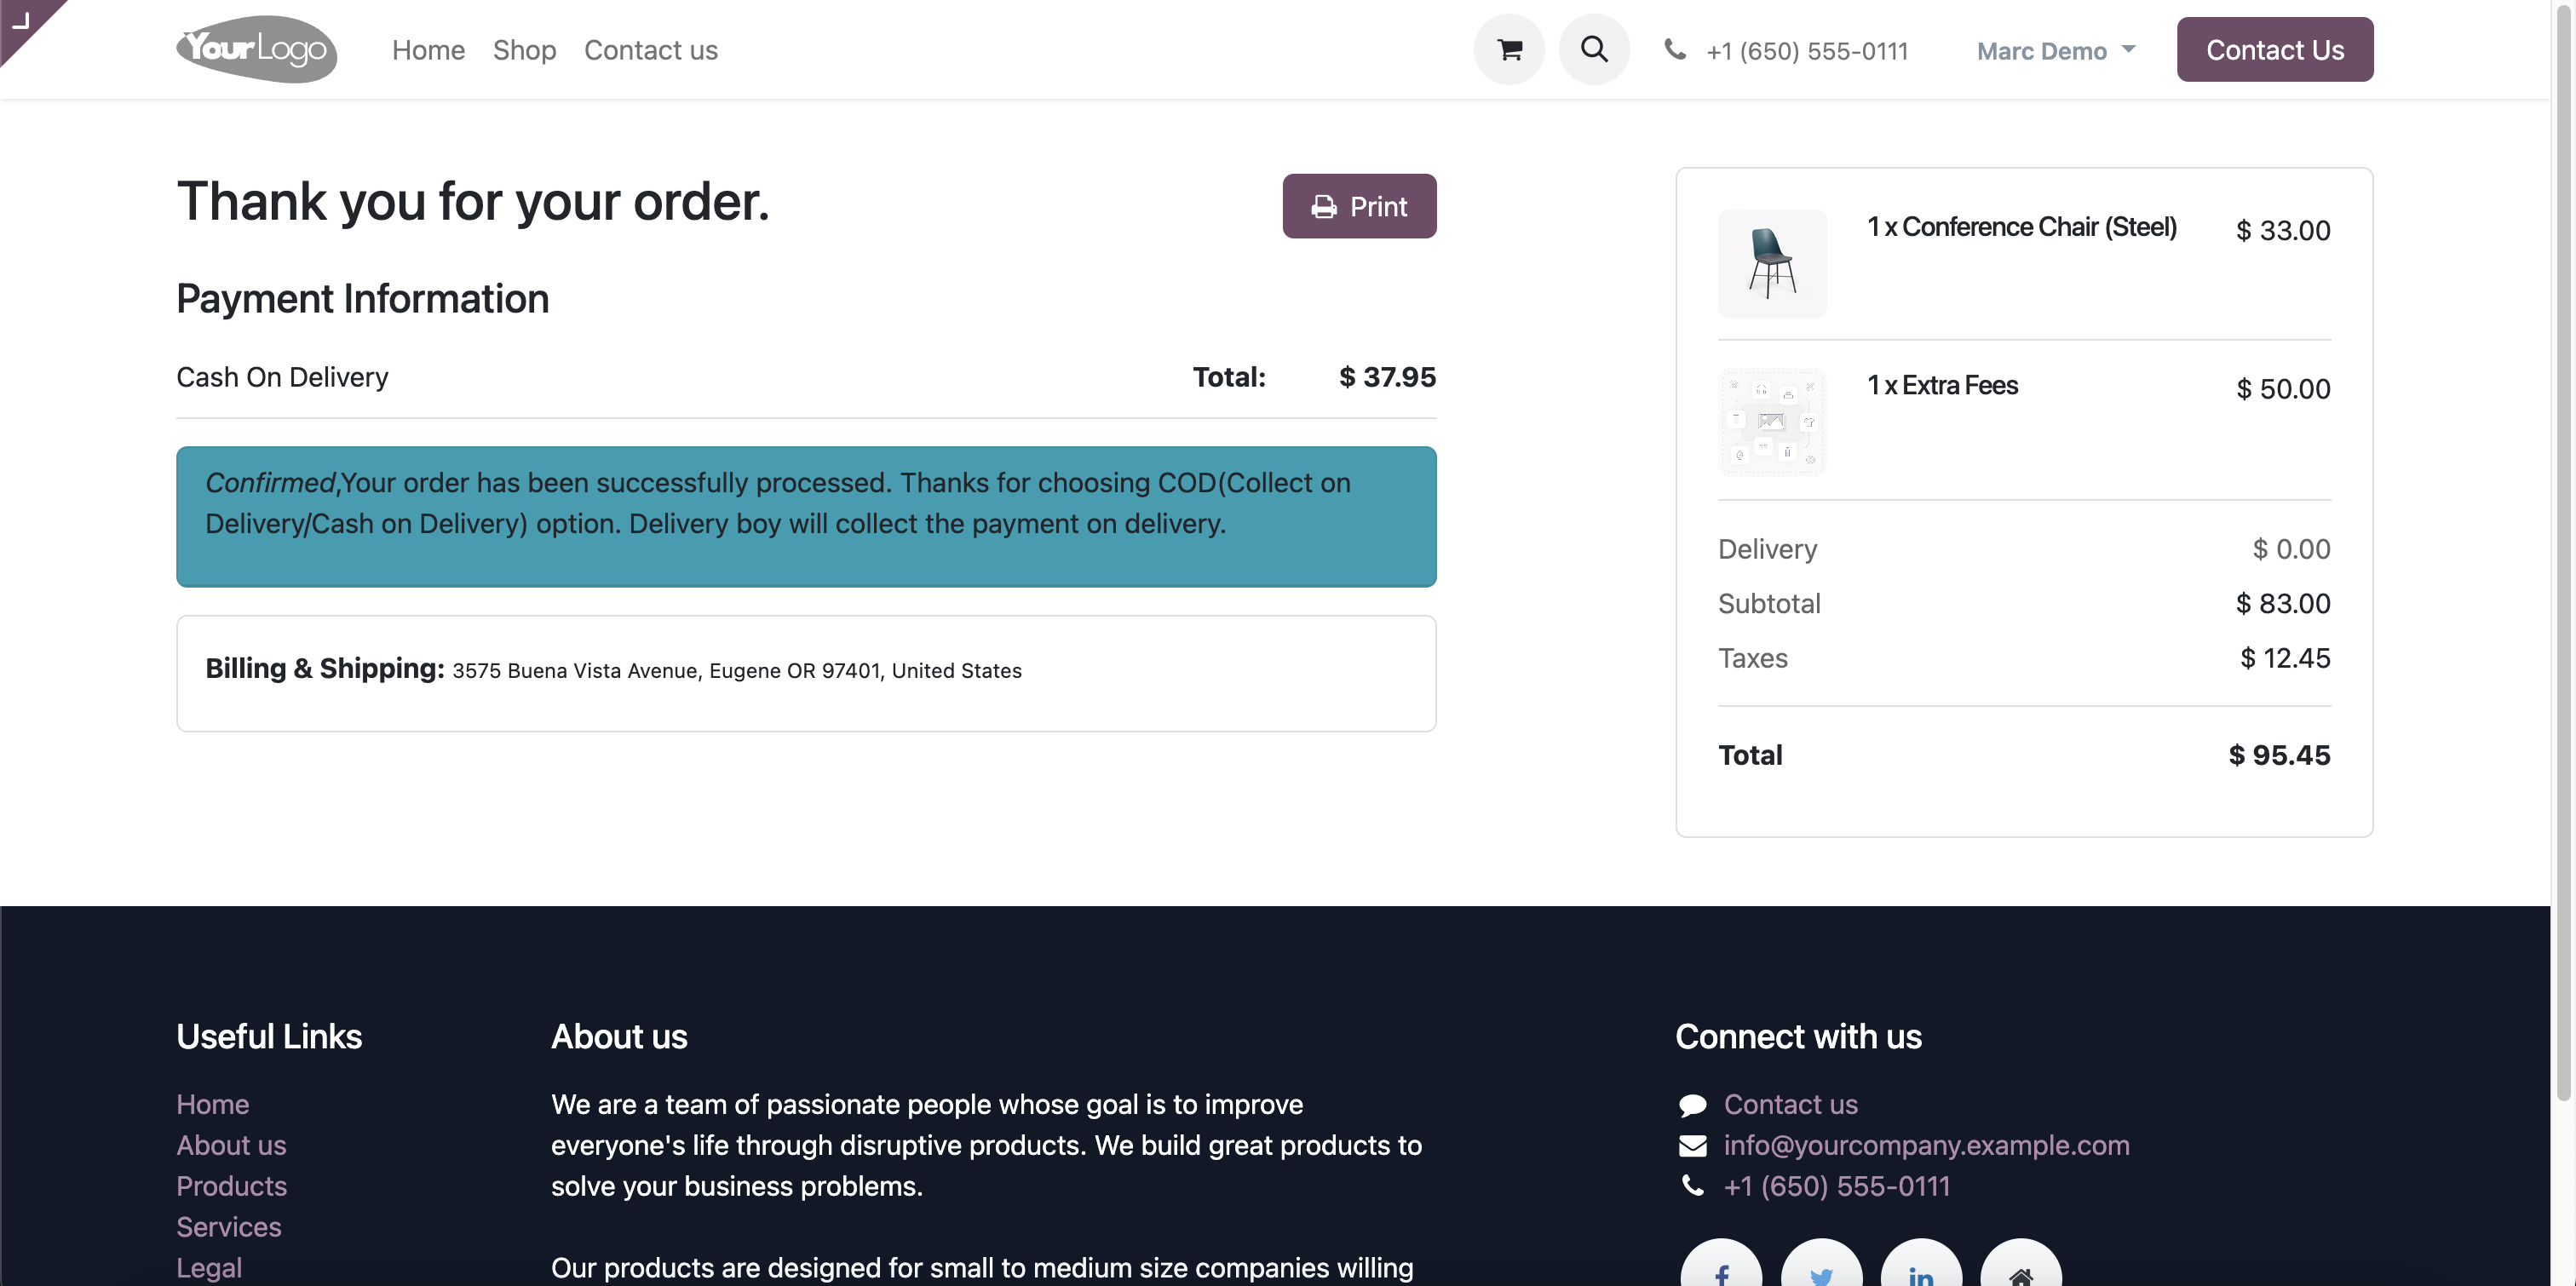 YourLogo
Home Shop Contact us
+1 (650) 555-0111
Marc Demo
Contact Us
Thank you for your order.
Print
Payment Information
Cash On Delivery Total: $ 37.95
Confirmed,Your order has been successfully processed. Thanks for choosing COD(Collect on
Delivery/Cash on Delivery) option. Delivery boy will collect the payment on delivery.
Billing & Shipping: 3575 Buena Vista Avenue, Eugene OR 97401, United States
1 x Conference Chair (Steel) $ 33.00
1 x Extra Fees $ 50.00
Delivery $ 0.00
Subtotal $ 83.00
Taxes $ 12.45
Total $ 95.45
Useful Links
Home
About us
Products
Services
Legal
About us
We are a team of passionate people whose goal is to improve
everyone's life through disruptive products. We build great products to
solve your business problems.
Our products are designed for small to medium size companies willing
Connect with us
Contact us
info@yourcompany.example.com
+1 (650) 555-0111